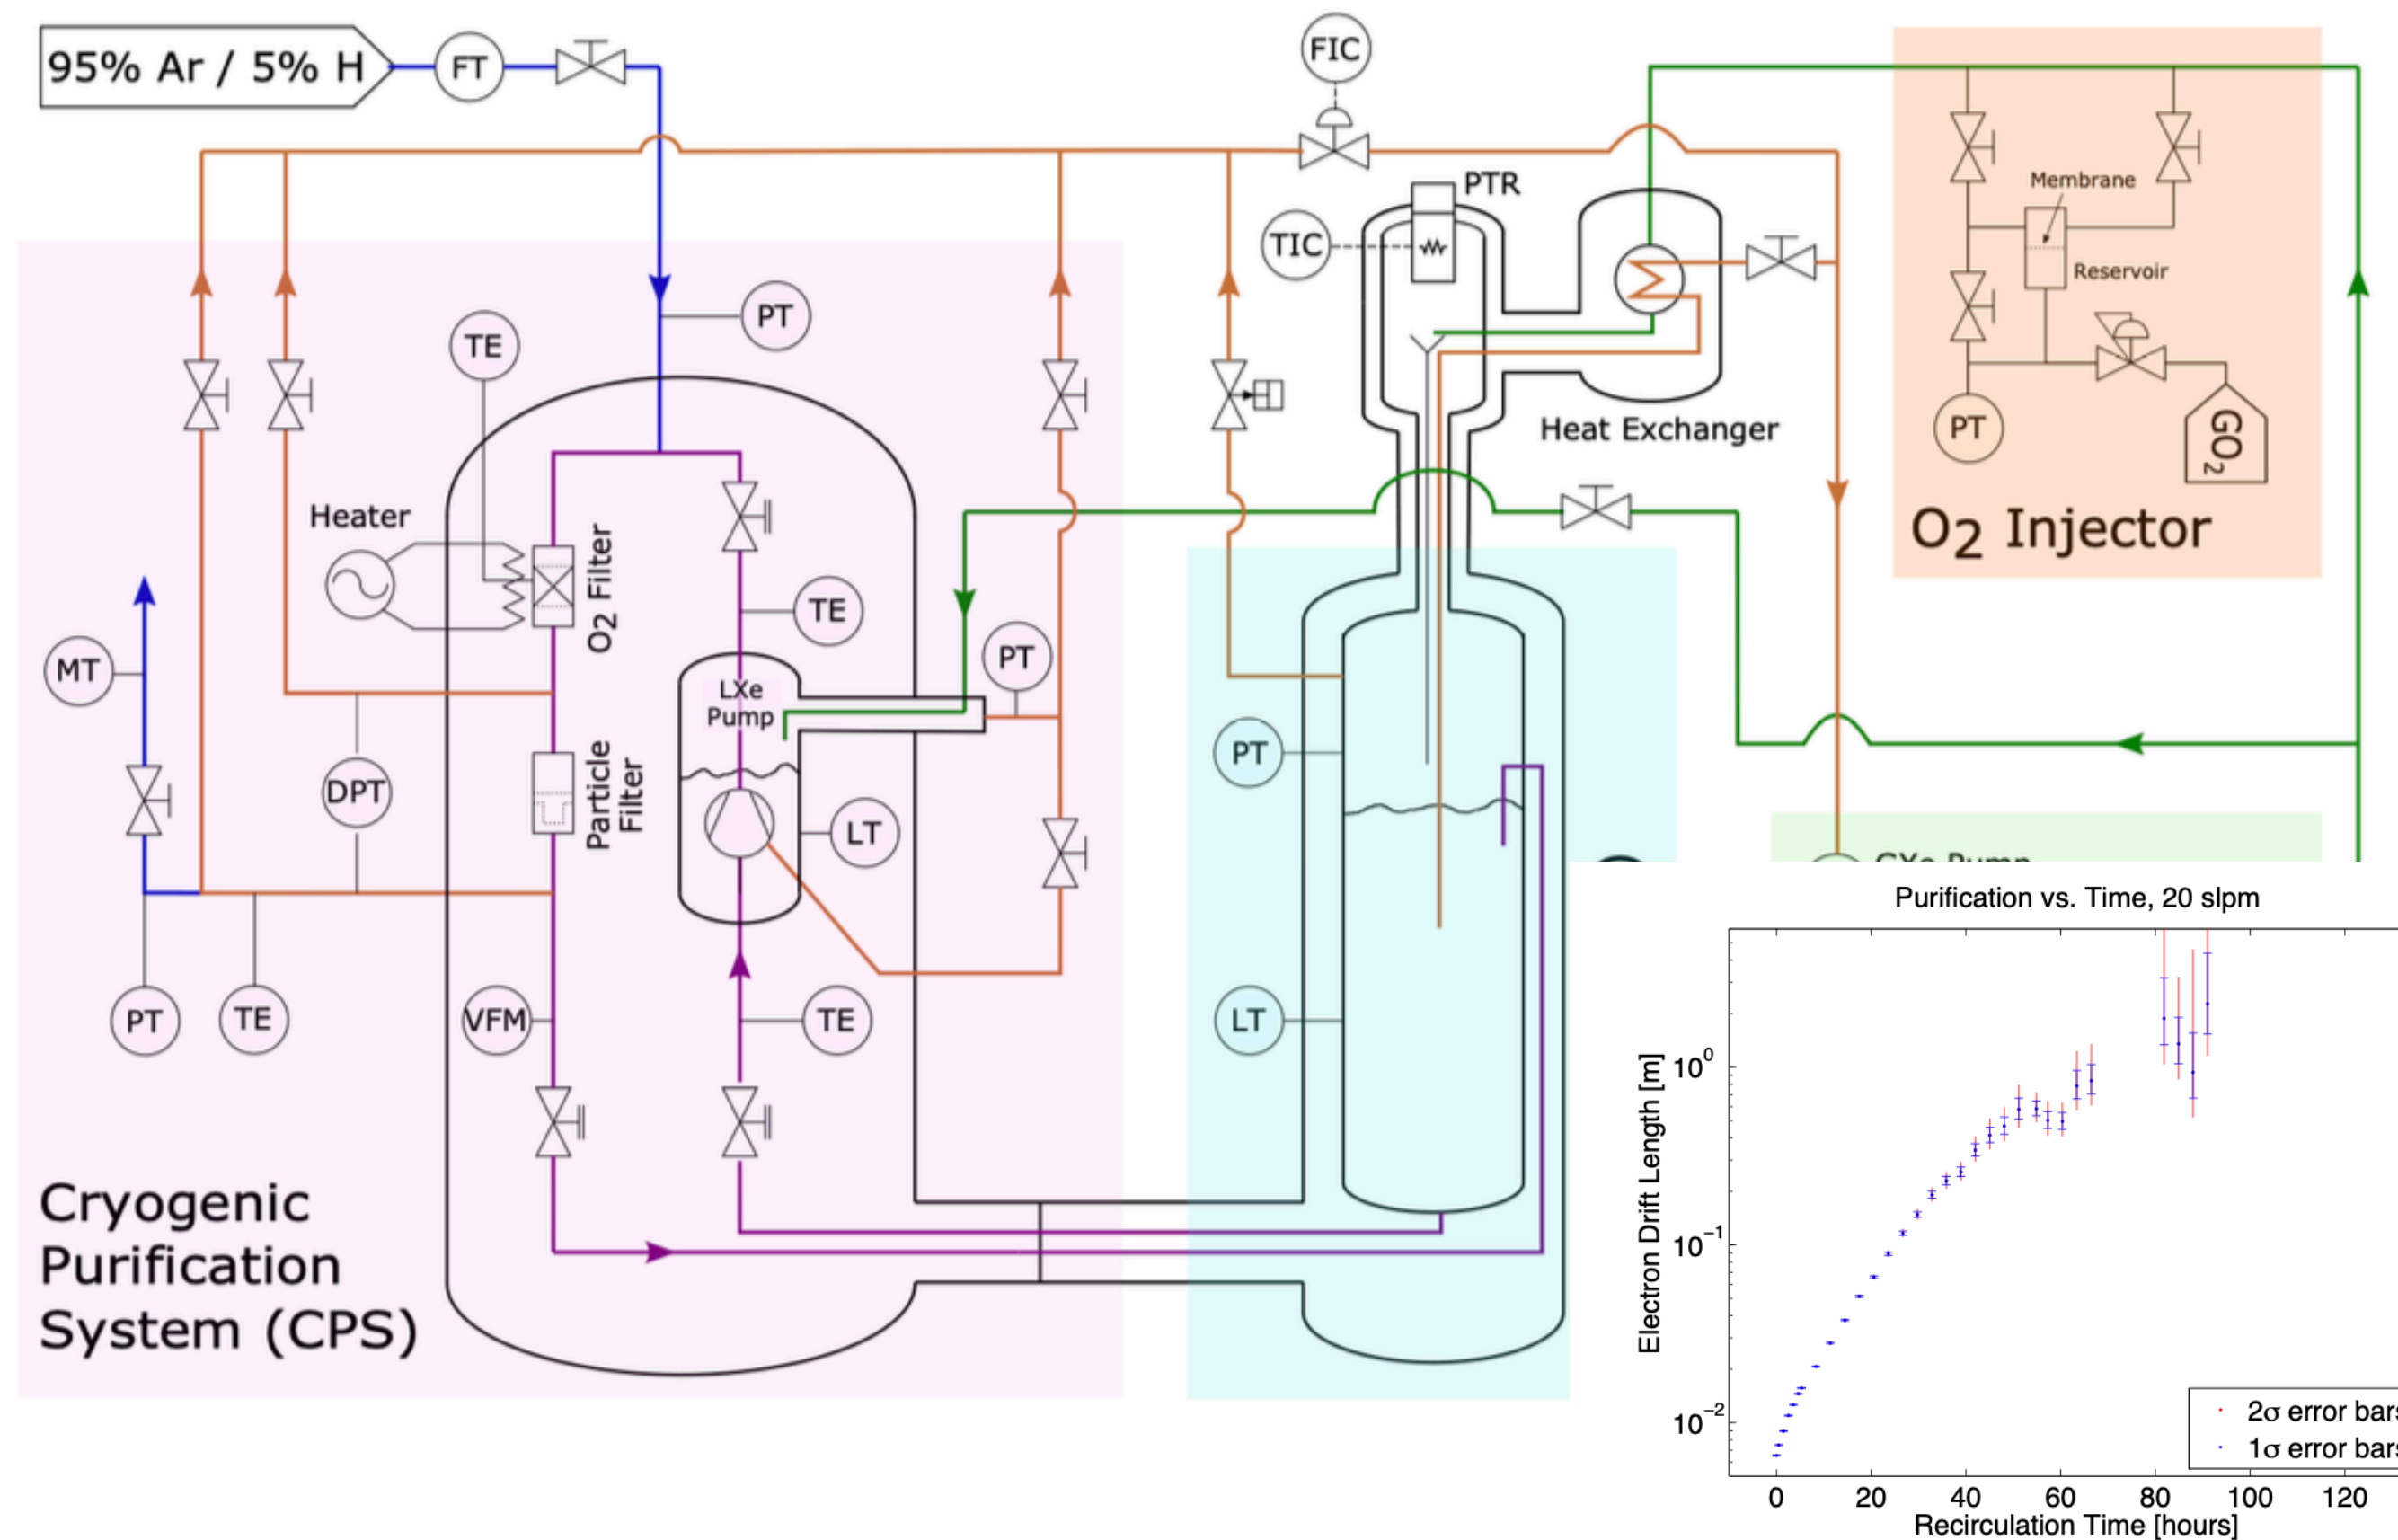 95% Ar / 5% H
FT
FIC
PTR
TIC
Membrane
Reservoir
PT
GO2
O2 Injector
Heat Exchanger
PT
TE
Heater
O2 Filter
TE
MT
LXe
Pump
PT
DPT
Particle
Filter
LT
PT
PT
TE
VFM
TE
LT
Cryogenic
Purification
System (CPS)
GXe Pump
Purification vs. Time, 20 slpm
Electron Drift Length [m]
10^0
10^-1
10^-2
2σ error bars
1σ error bars
0 20 40 60 80 100 120
Recirculation Time [hours]